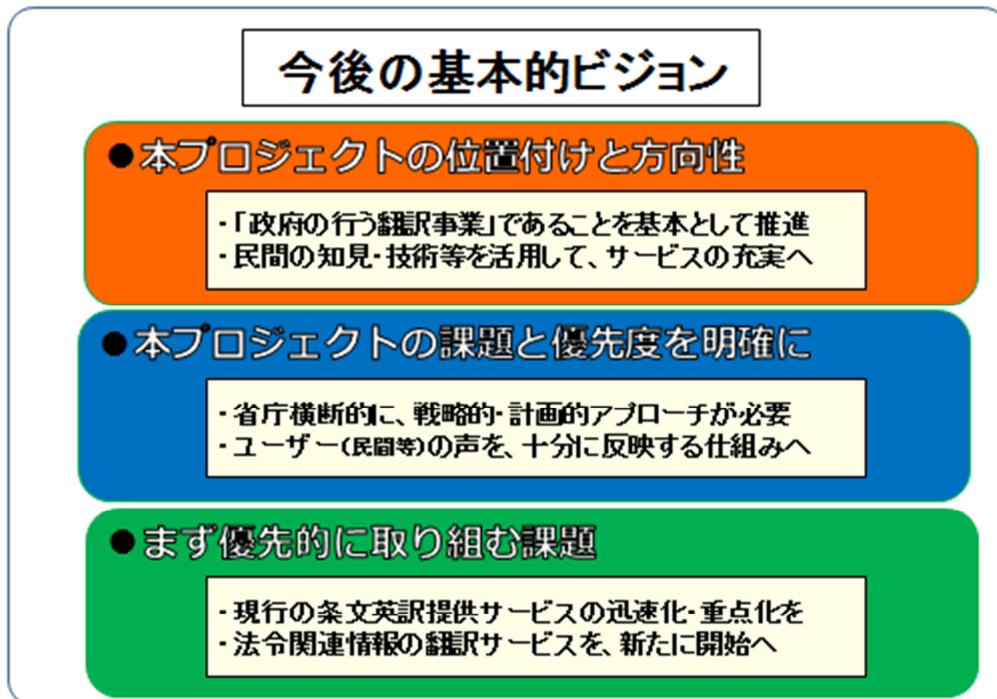 今後の基本的ビジョン
●本プロジェクトの位置付けと方向性
・「政府の行う翻訳事業」であることを基本として推進
・民間の知見・技術等を活用して、サービスの充実へ
●本プロジェクトの課題と優先度を明確に
・省庁横断的に、戦略的・計画的アプローチが必要
・ユーザー(民間等)の声を、十分に反映する仕組みへ
●まず優先的に取り組む課題
・現行の条文英訳提供サービスの迅速化・重点化を
・法令関連情報の翻訳サービスを、新たに開始へ